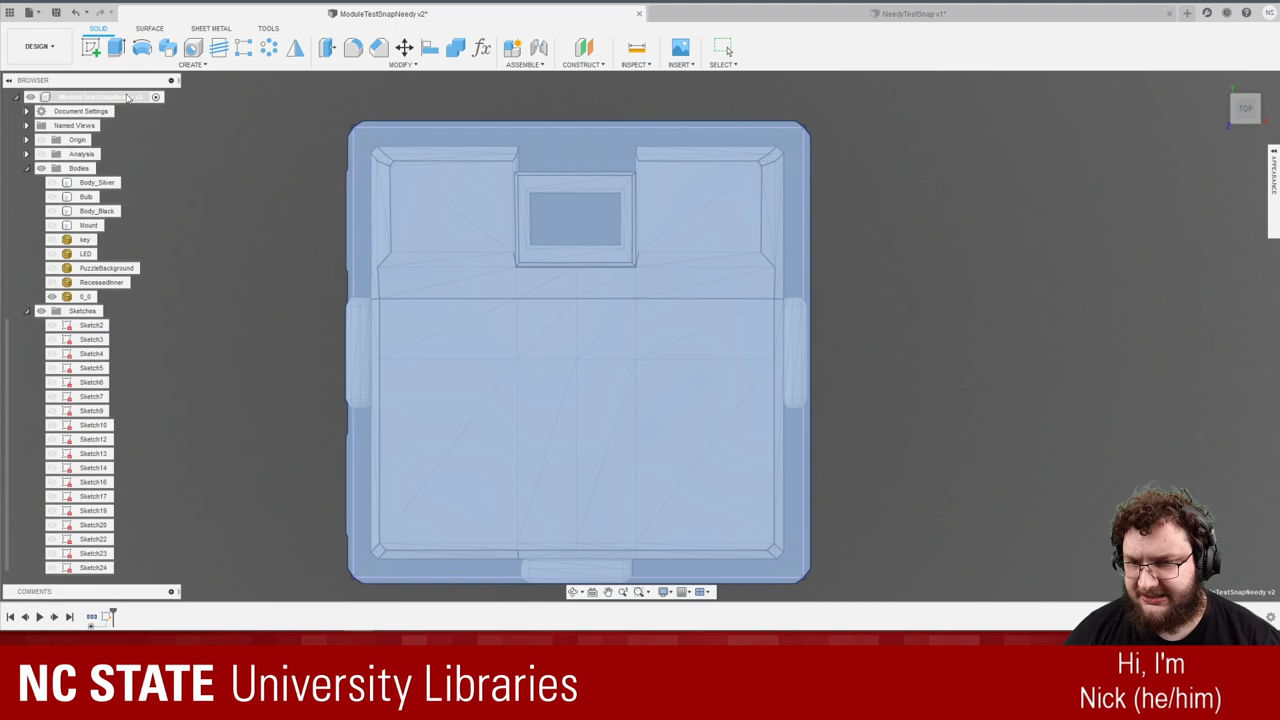 ModuleTestSnapNeedy v2*
NeedyTestSnap v1*
NS
DESIGN
SOLID
SURFACE
SHEET METAL
TOOLS
CREATE
MODIFY
ASSEMBLE
CONSTRUCT
INSPECT
INSERT
SELECT
BROWSER
Document Settings
Named Views
Origin
Analysis
Bodies
Body_Silver
Bulb
Body_Black
Mount
key
LED
PuzzleBackground
RecessedInner
0_0
Sketches
Sketch2
Sketch3
Sketch4
Sketch5
Sketch6
Sketch7
Sketch9
Sketch10
Sketch12
Sketch13
Sketch14
Sketch16
Sketch17
Sketch19
Sketch20
Sketch22
Sketch23
Sketch24
TOP
APPEARANCE
COMMENTS
NC STATE University Libraries
Hi, I'm
Nick (he/him)